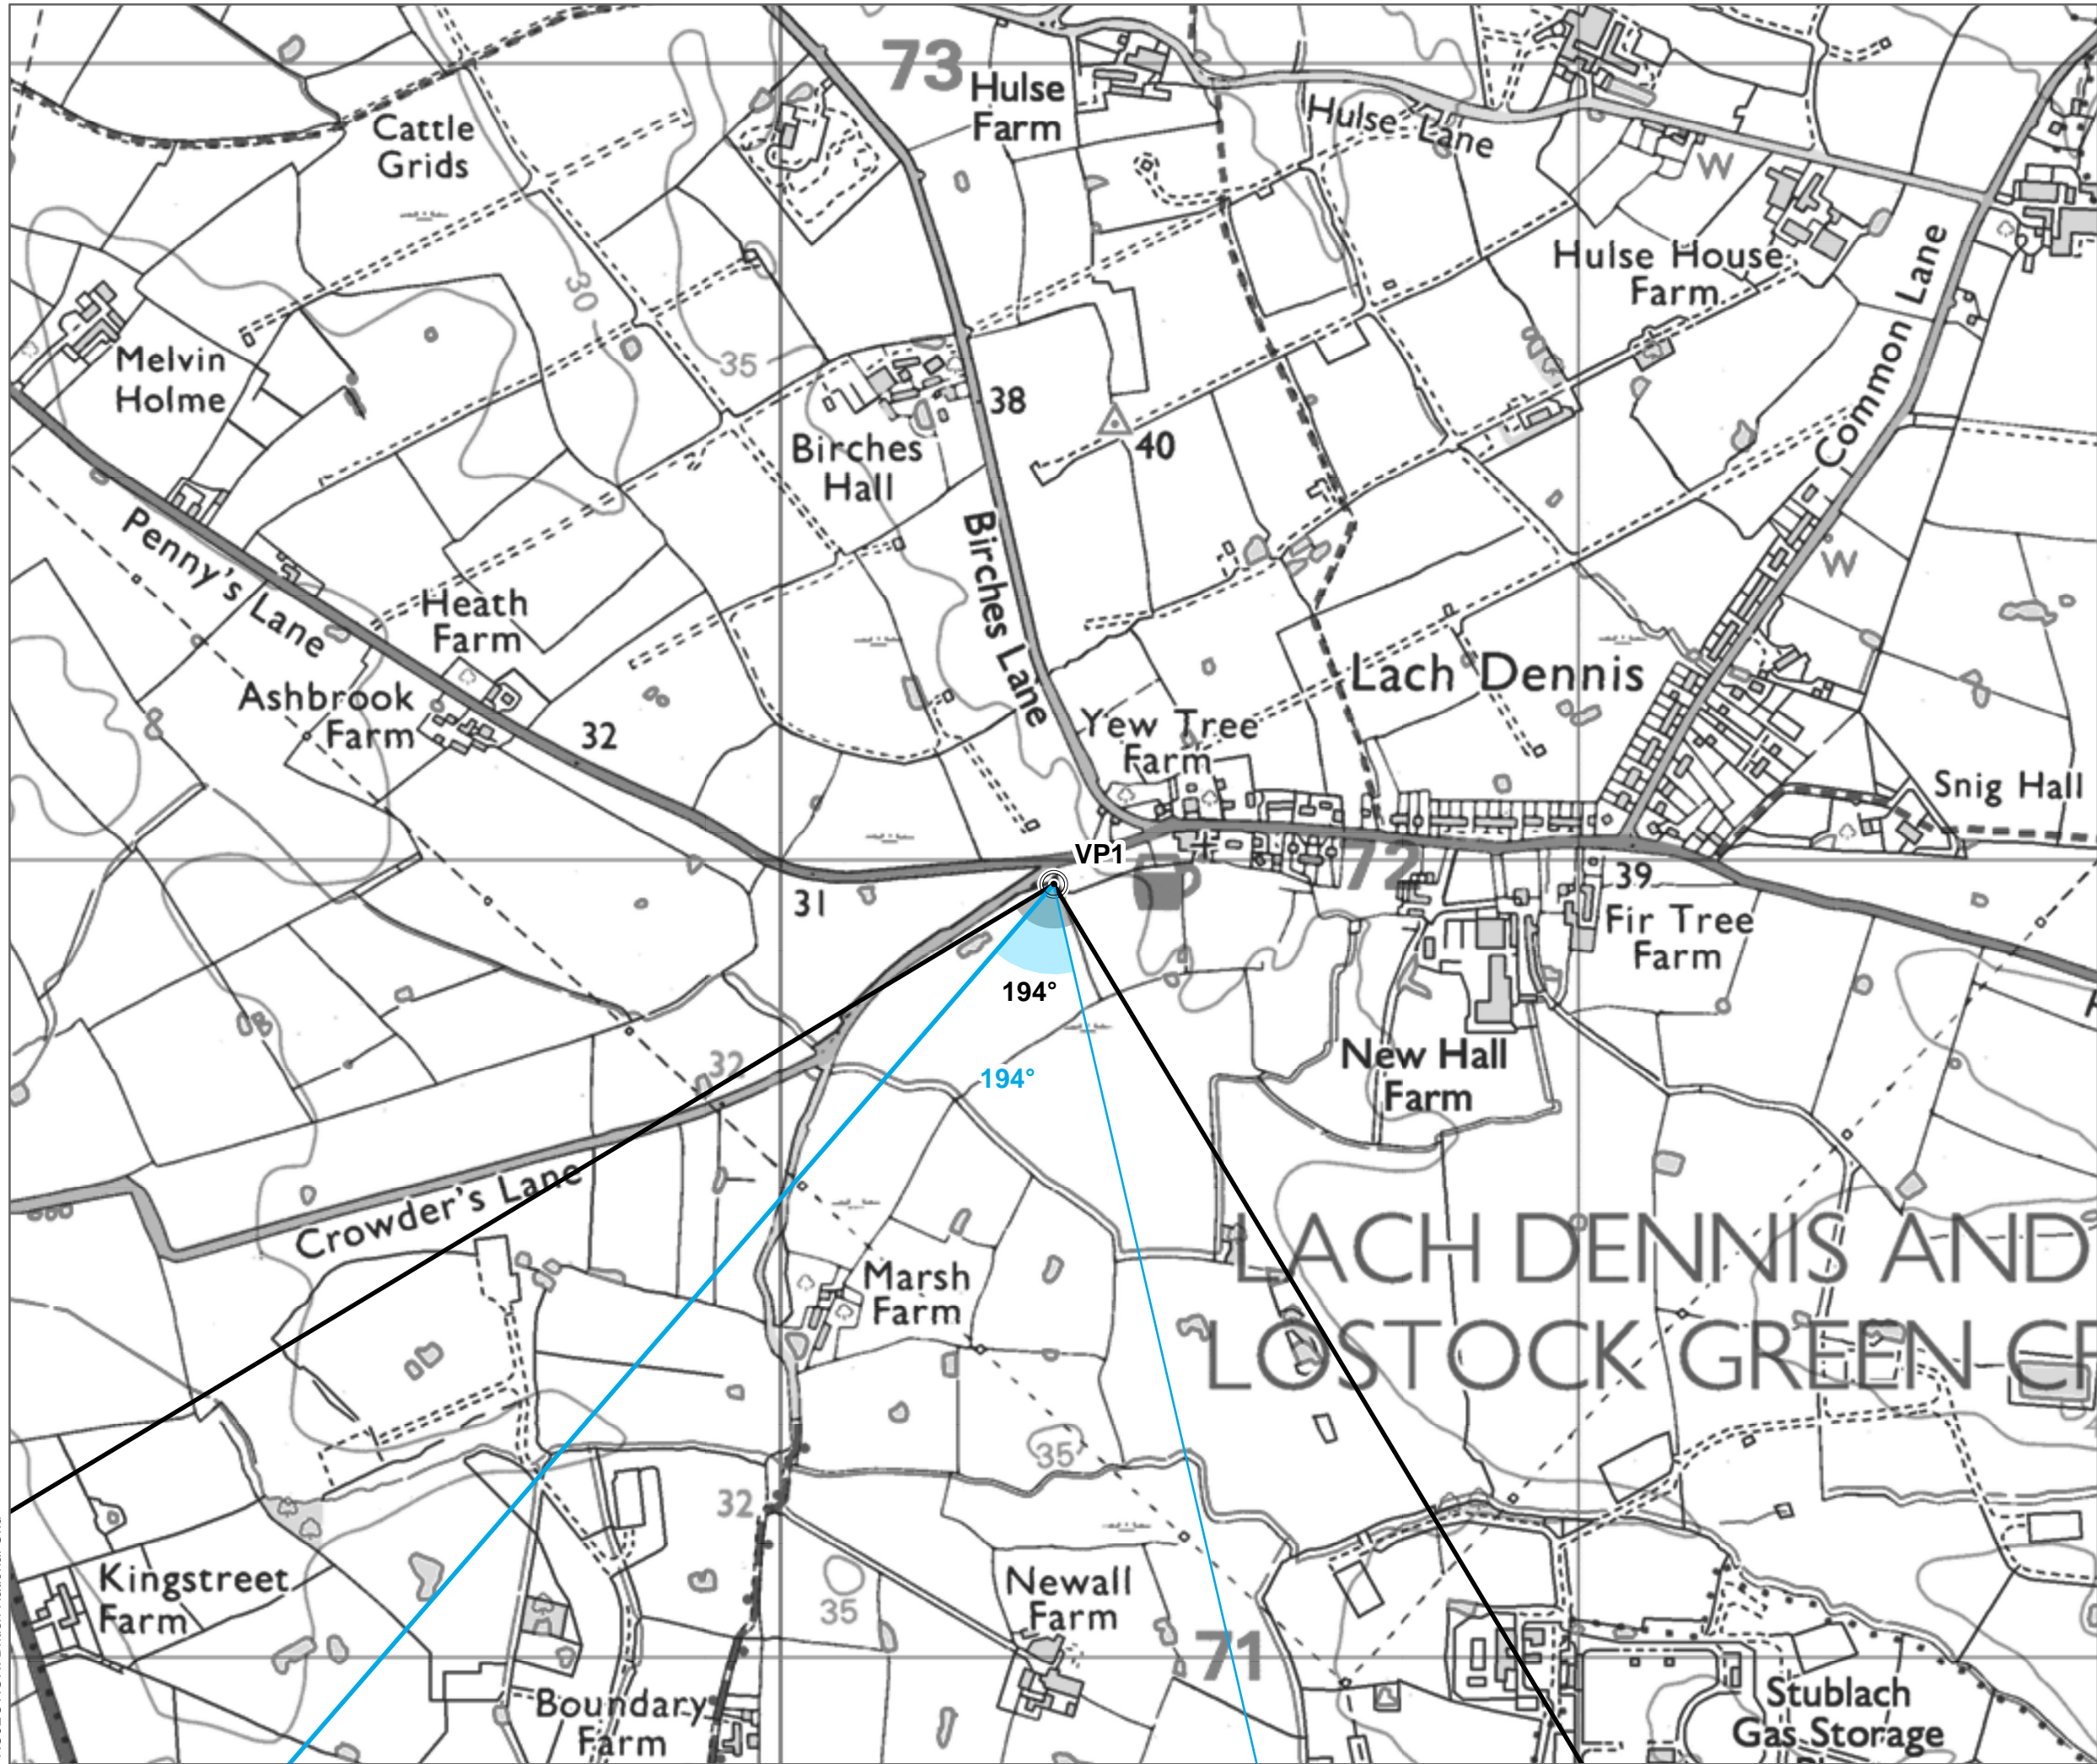 73
Hulse
Farm
Hulse Lane
Cattle
Grids
W
Hulse House
Farm
Common Lane
30
35
Melvin
Holme
38
40
Birches
Hall
Penny's Lane
Birches Lane
W
Heath
Farm
Lach Dennis
Ashbrook
Farm
32
Yew Tree
Farm
Snig Hall
VP1
72
31
39
Fir Tree
Farm
194°
New Hall
Farm
32
194°
Crowder's Lane
Marsh
Farm
LACH DENNIS AND
LOSTOCK GREEN CP
35
32
Kingstreet
Farm
35
Newall
Farm
71
Boundary
Farm
Stublach
Gas Storage